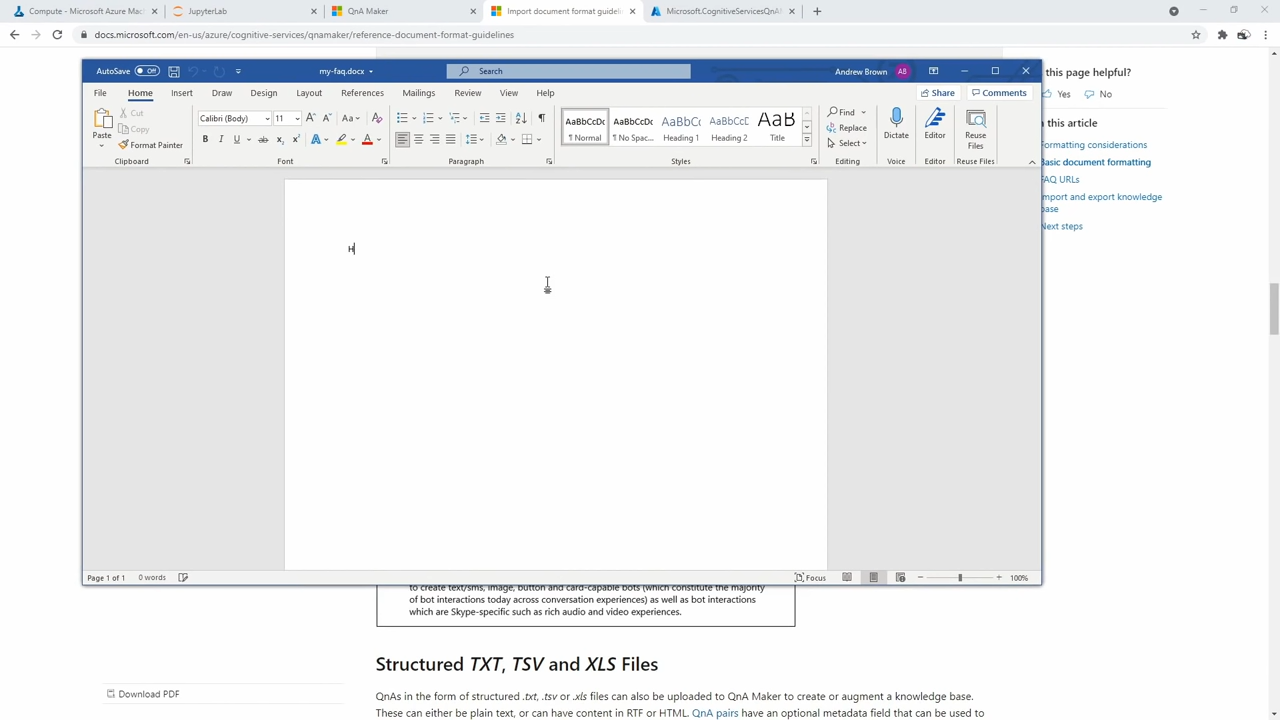 Compute - Microsoft Azure Mac
JupyterLab
QnA Maker
Import document format guideli
Microsoft.CognitiveServicesQnA
docs.microsoft.com/en-us/azure/cognitive-services/qnamaker/reference-document-format-guidelines
AutoSave Off
my-faq.docx
Search
Andrew Brown
AB
File Home Insert Draw Design Layout References Mailings Review View Help
Share
Comments
Paste
Cut
Copy
Format Painter
Clipboard
Calibri (Body) 11
Font
Paragraph
AaBbCcDc AaBbCcDc AaBbCc AaBbCcC AaB
¶ Normal ¶ No Spac... Heading 1 Heading 2 Title
Styles
Find
Replace
Select
Editing
Dictate
Voice
Editor
Editor
Reuse Files
Reuse Files
H
Page 1 of 1 0 words
Focus
100%
this page helpful?
Yes No
n this article
Formatting considerations
Basic document formatting
FAQ URLs
Import and export knowledge
base
Next steps
to create text/sms, image, button and card-capable bots (which constitute the majority
of bot interactions today across conversation experiences) as well as bot interactions
which are Skype-specific such as rich audio and video experiences.
Structured TXT, TSV and XLS Files
QnAs in the form of structured .txt, .tsv or .xls files can also be uploaded to QnA Maker to create or augment a knowledge base.
These can either be plain text, or can have content in RTF or HTML. QnA pairs have an optional metadata field that can be used to
Download PDF